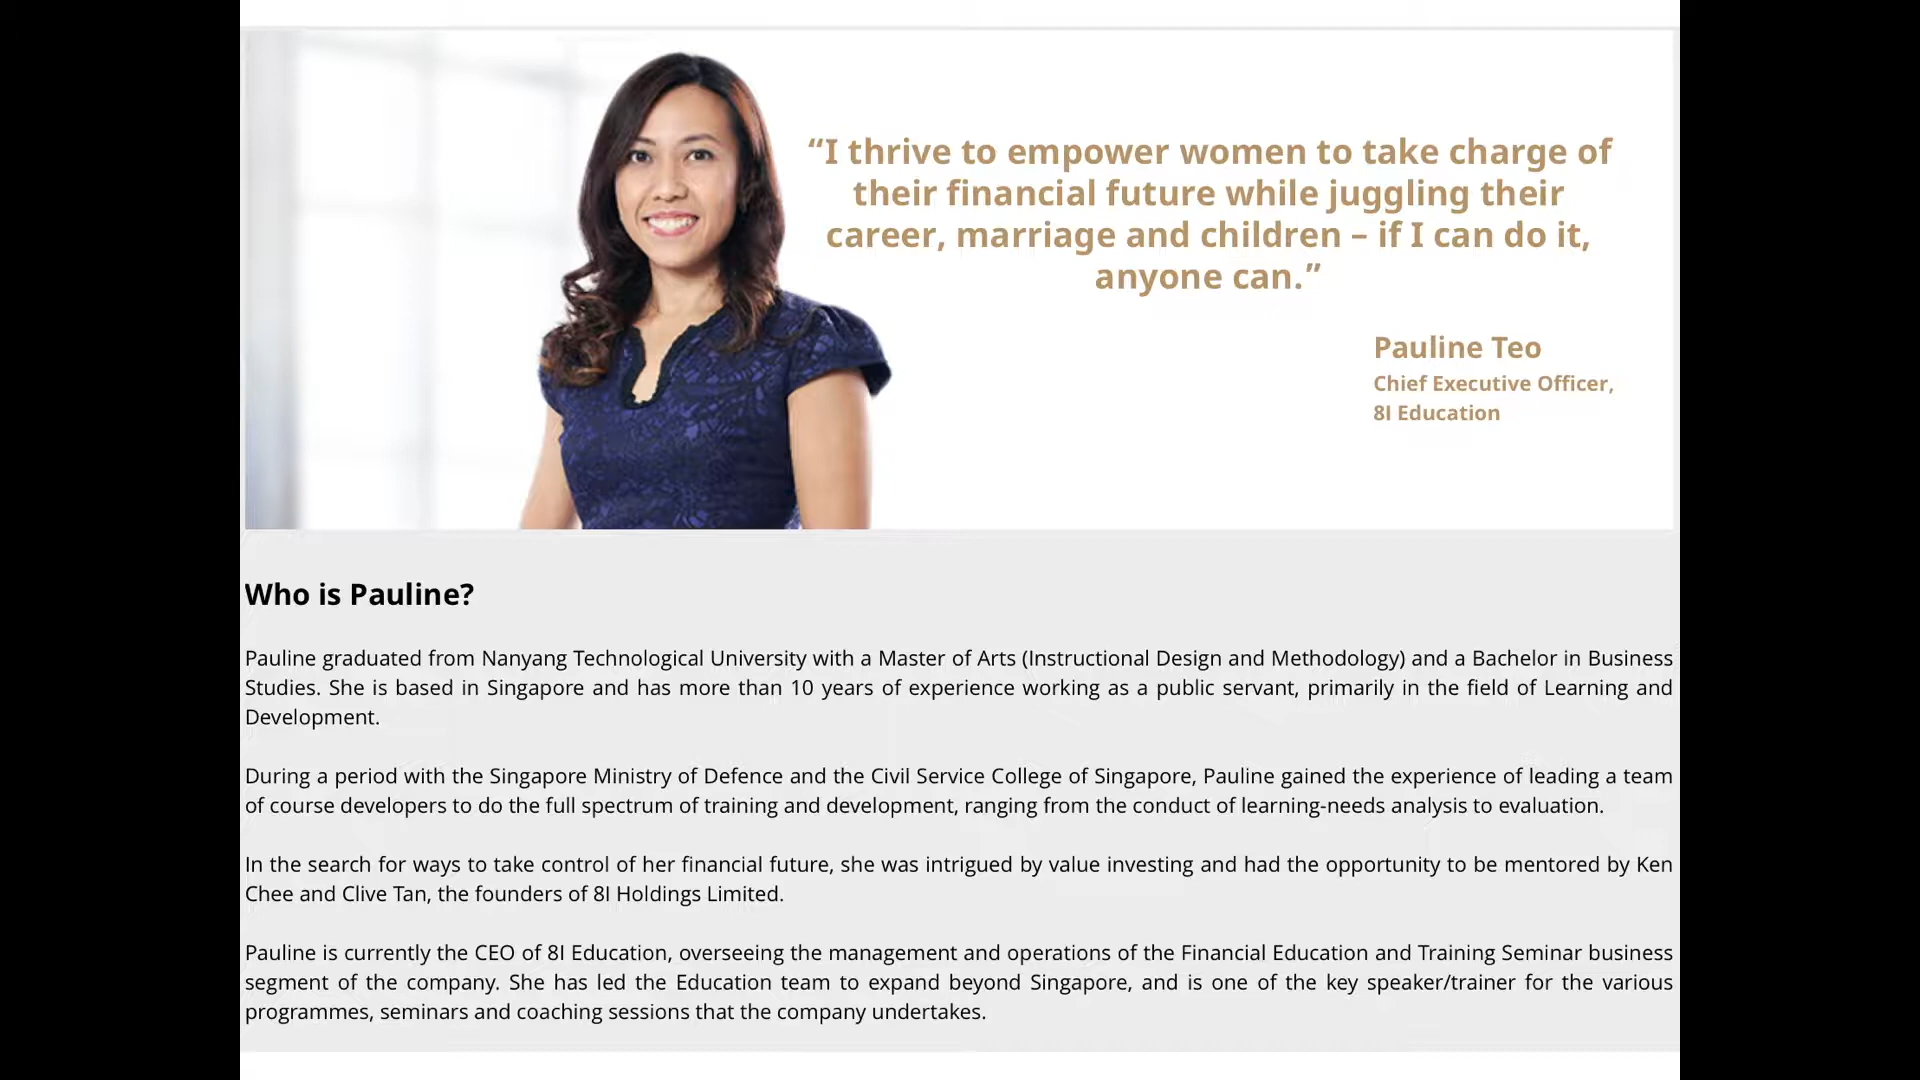 “I thrive to empower women to take charge of
their financial future while juggling their
career, marriage and children – if I can do it,
anyone can.”
Pauline Teo
Chief Executive Officer,
8I Education
Who is Pauline?
Pauline graduated from Nanyang Technological University with a Master of Arts (Instructional Design and Methodology) and a Bachelor in Business
Studies. She is based in Singapore and has more than 10 years of experience working as a public servant, primarily in the field of Learning and
Development.
During a period with the Singapore Ministry of Defence and the Civil Service College of Singapore, Pauline gained the experience of leading a team
of course developers to do the full spectrum of training and development, ranging from the conduct of learning-needs analysis to evaluation.
In the search for ways to take control of her financial future, she was intrigued by value investing and had the opportunity to be mentored by Ken
Chee and Clive Tan, the founders of 8I Holdings Limited.
Pauline is currently the CEO of 8I Education, overseeing the management and operations of the Financial Education and Training Seminar business
segment of the company. She has led the Education team to expand beyond Singapore, and is one of the key speaker/trainer for the various
programmes, seminars and coaching sessions that the company undertakes.